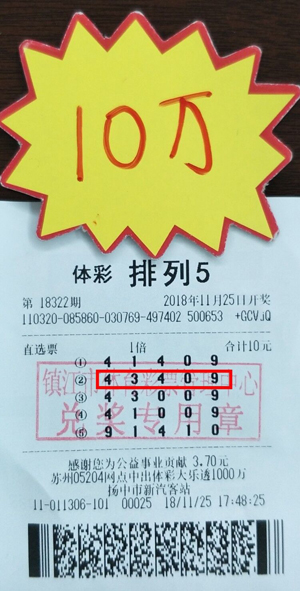 10万
体彩 排列5
第 18322期 2018年11月25日开奖
110320-085860-030769-497402 500653 +GCVuQ
直选票 1倍 合计10元
① 4 1 4 0 9
② 4 3 4 0 9
③ 4 3 0 0 9
④ 4 1 0 0 9
⑤ 9 1 4 1 0
兑奖专用章
感谢您为公益事业贡献 3.70元
苏州05204网点中出体彩大乐透1000万
扬中市新汽客站
11-011306-101 00025 18/11/25 17:48:25